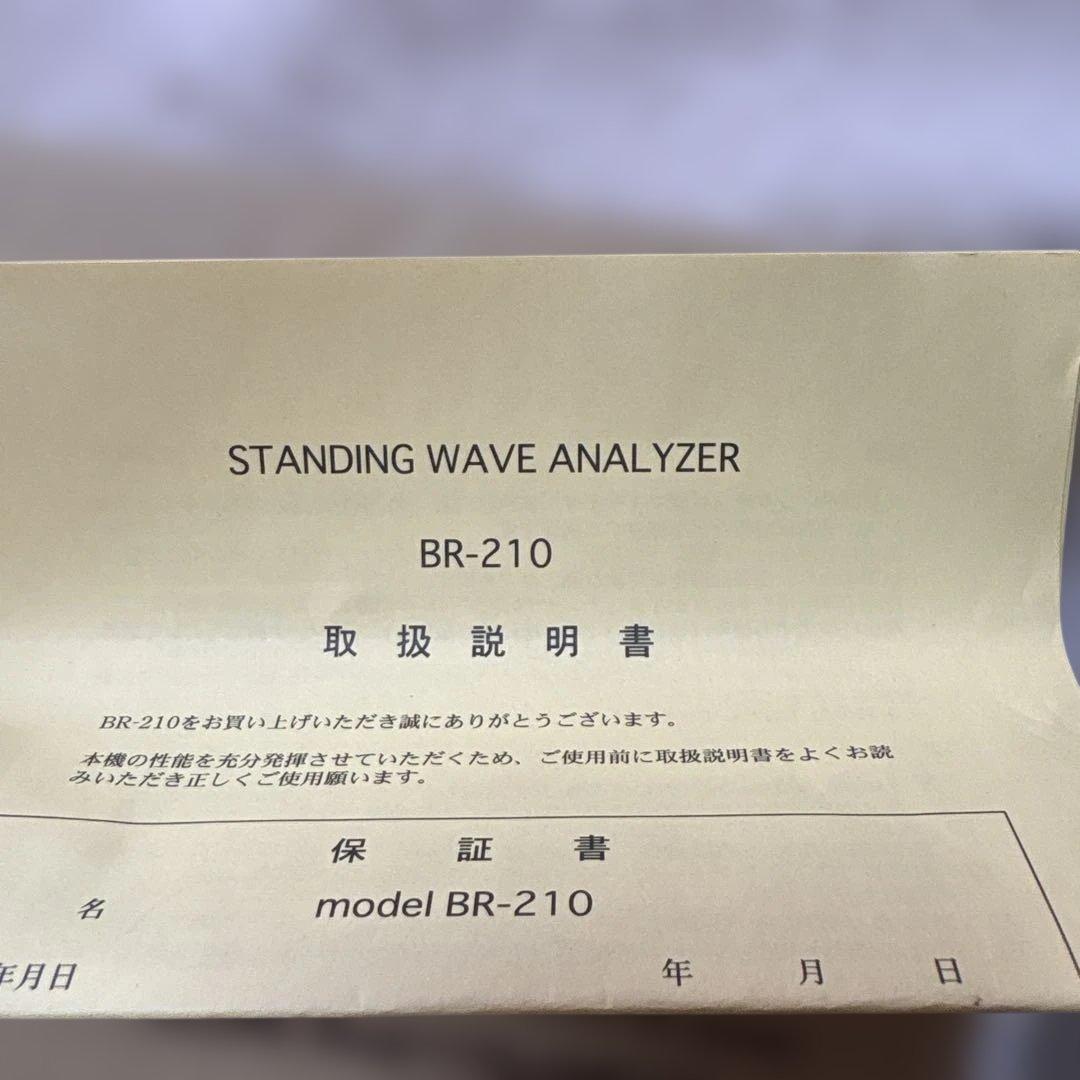 STANDING WAVE ANALYZER
BR-210
取扱説明書
BR-210をお買い上げいただき誠にありがとうございます。
本機の性能を充分発揮させていただくため、ご使用前に取扱説明書をよくお読
みいただき正しくご使用願います。
保証書
名 model BR-210
年月日 年 月 日